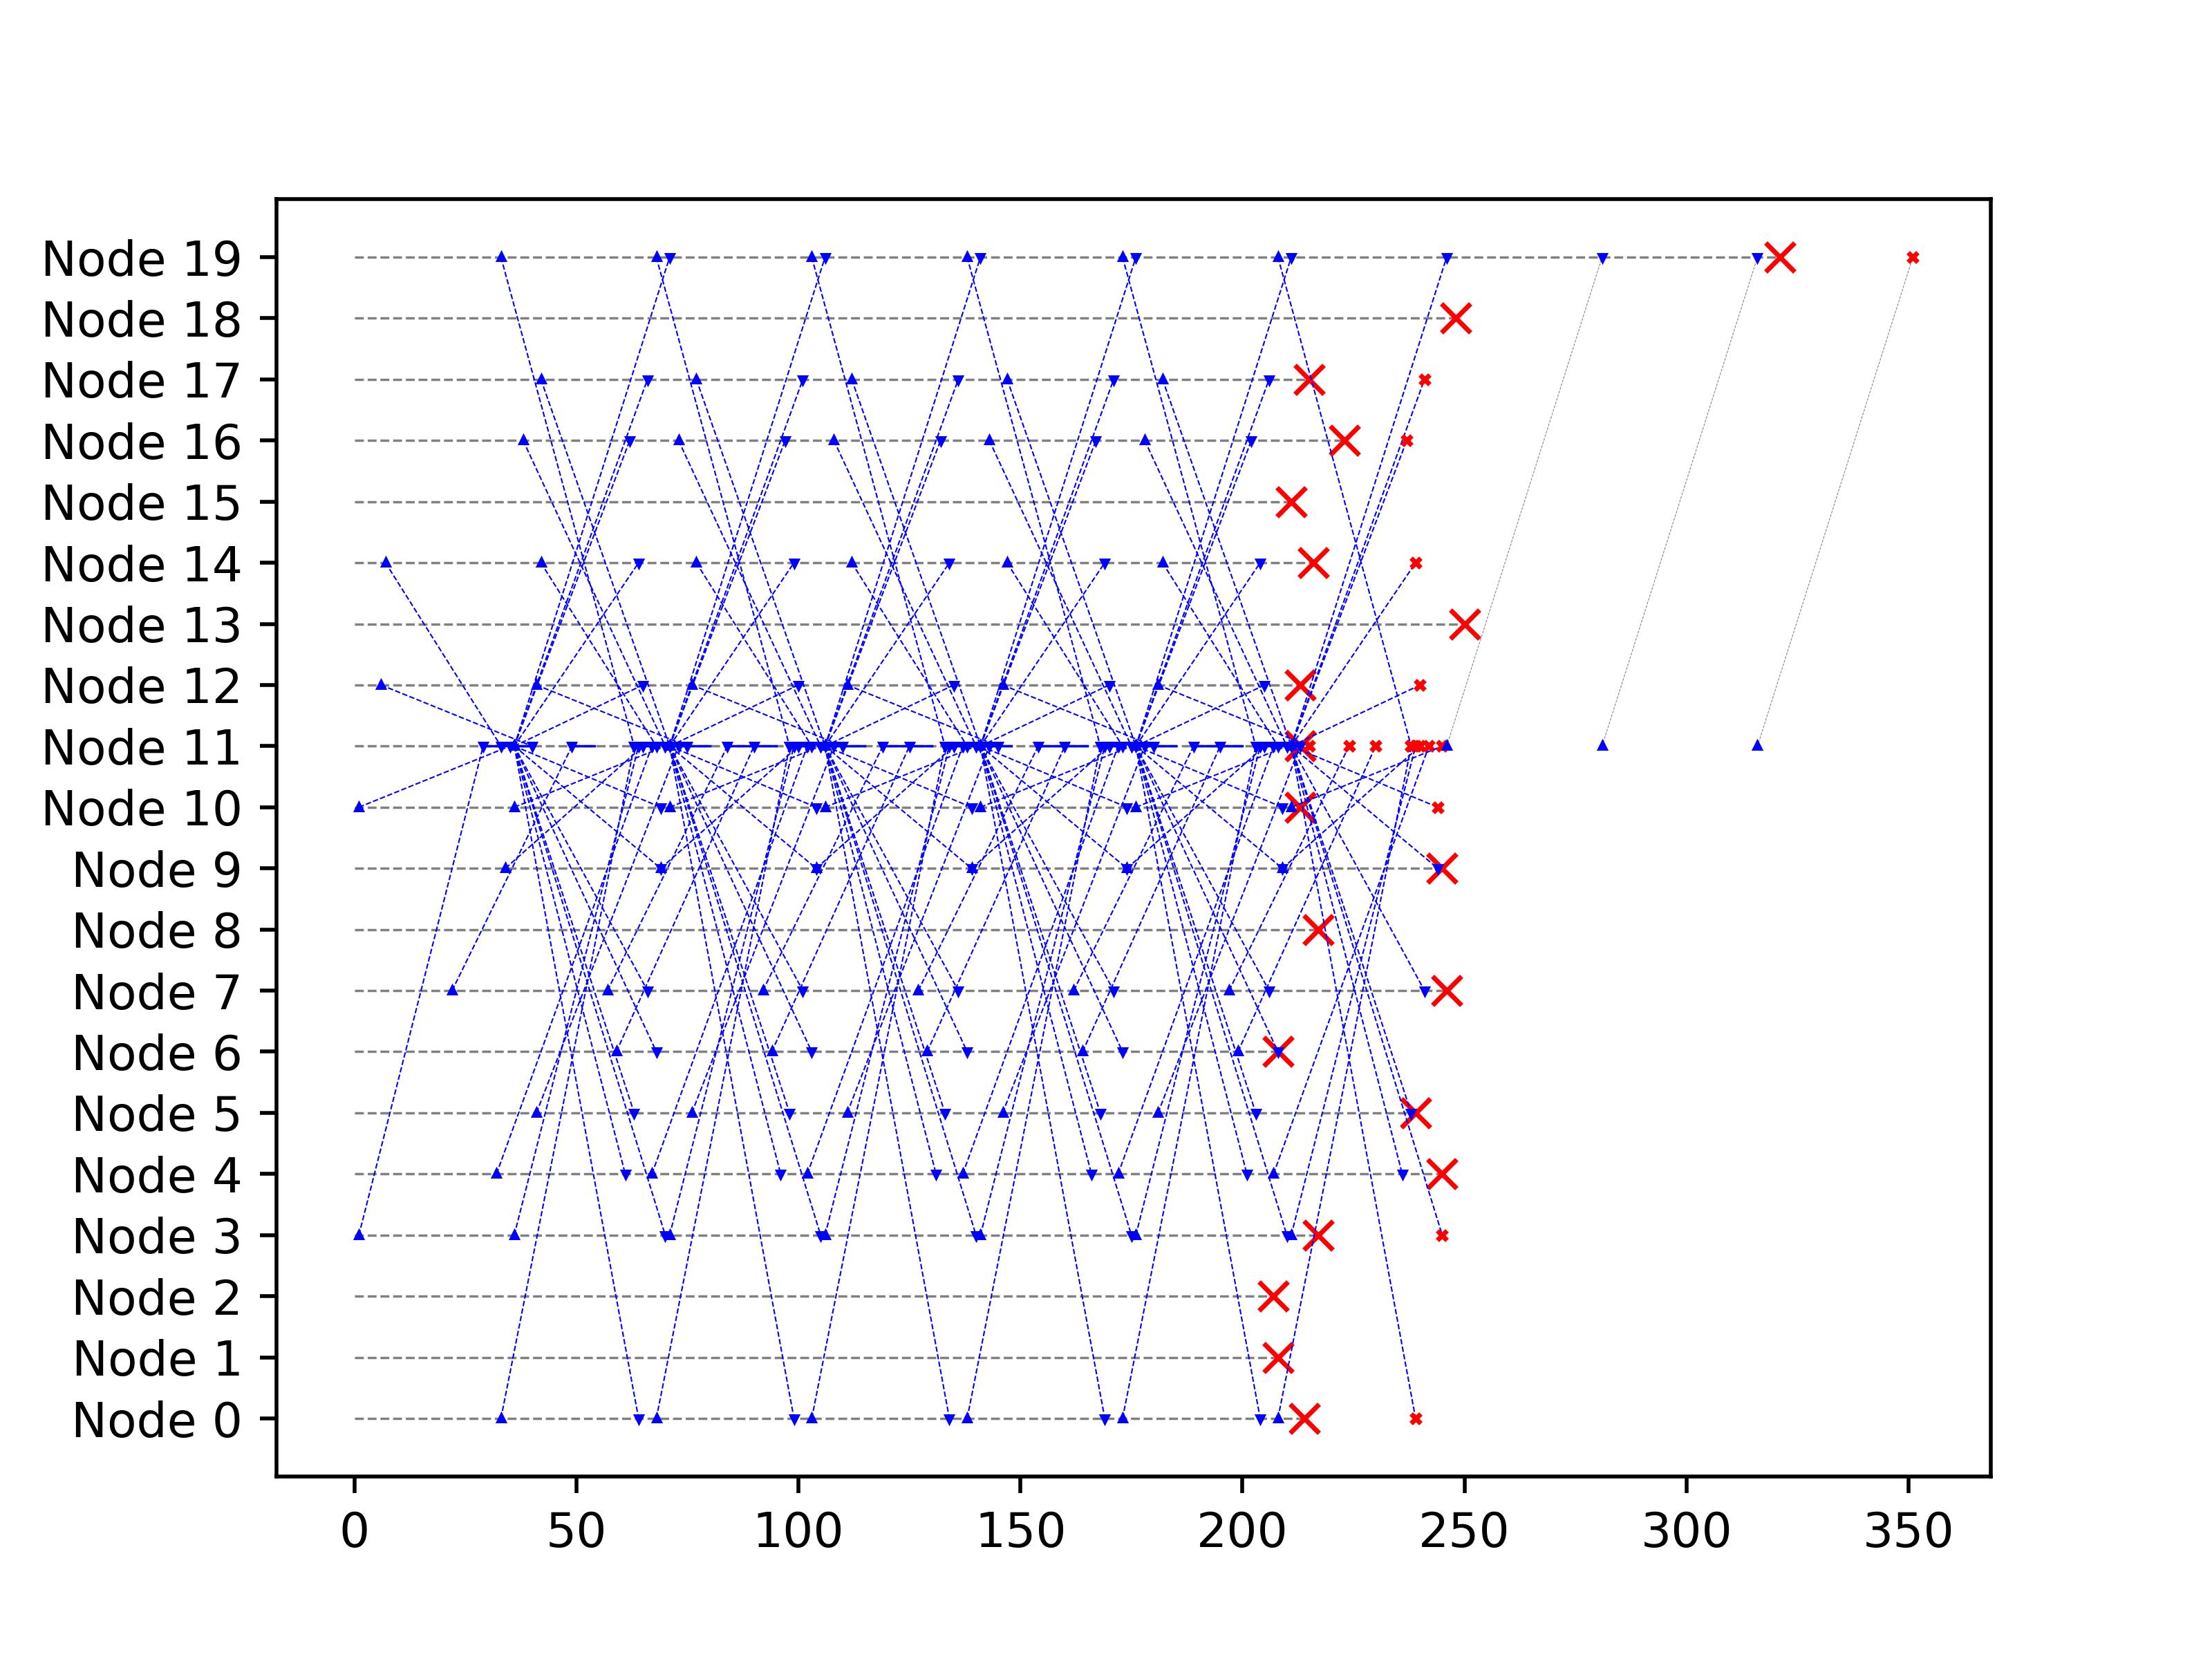 Node 19
Node 18
Node 17
Node 16
Node 15
Node 14
Node 13
Node 12
Node 11
Node 10
Node 9
Node 8
Node 7
Node 6
Node 5
Node 4
Node 3
Node 2
Node 1
Node 0
0 50 100 150 200 250 300 350